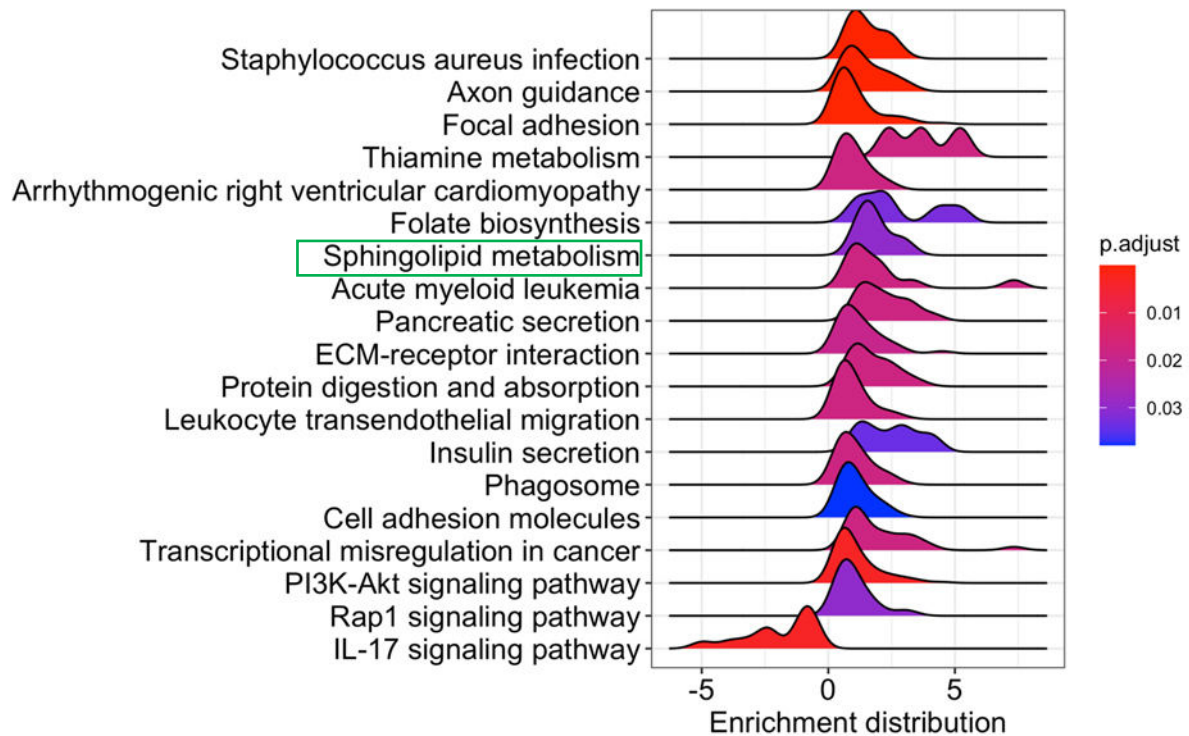 Staphylococcus aureus infection
Axon guidance
Focal adhesion
Thiamine metabolism
Arrhythmogenic right ventricular cardiomyopathy
Folate biosynthesis
Sphingolipid metabolism
Acute myeloid leukemia
Pancreatic secretion
ECM-receptor interaction
Protein digestion and absorption
Leukocyte transendothelial migration
Insulin secretion
Phagosome
Cell adhesion molecules
Transcriptional misregulation in cancer
PI3K-Akt signaling pathway
Rap1 signaling pathway
IL-17 signaling pathway
-5 0 5
Enrichment distribution
p.adjust
0.01
0.02
0.03